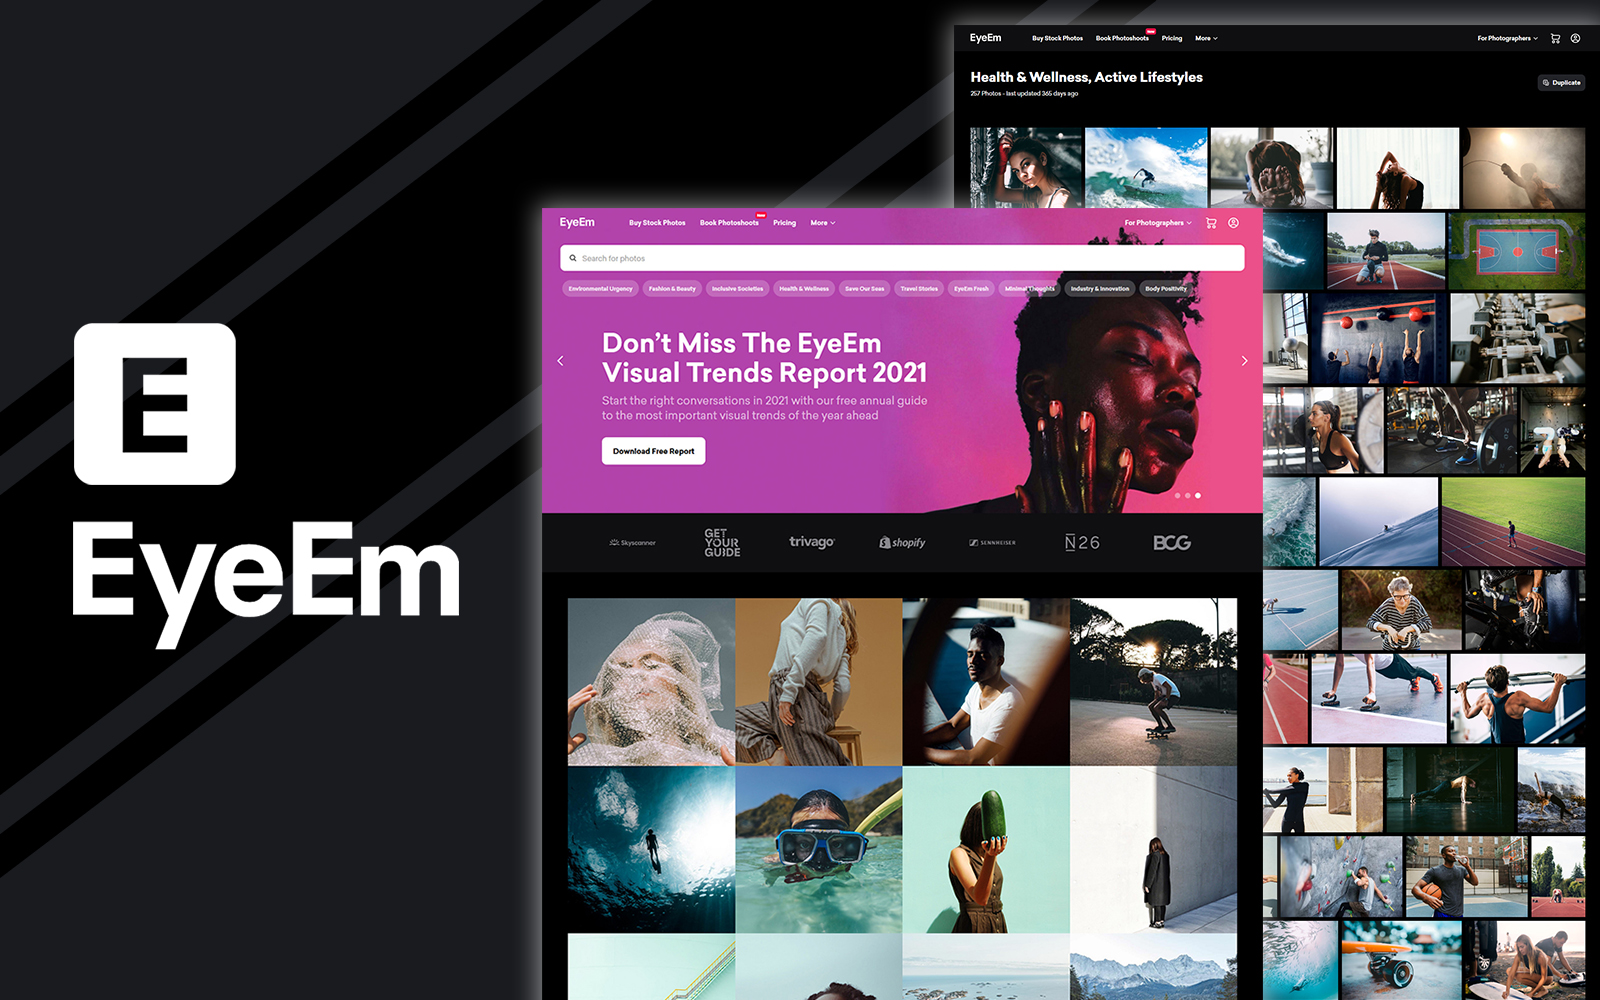 E
EyeEm
EyeEm
Buy Stock Photos
Book Photoshoots
New
Pricing
More
For Photographers
Health & Wellness, Active Lifestyles
257 Photos - last updated 365 days ago
Duplicate
EyeEm
Buy Stock Photos
Book Photoshoots
New
Pricing
More
For Photographers
Search for photos
Environmental Urgency
Fashion & Beauty
Inclusive Societies
Health & Wellness
Save Our Seas
Travel Stories
EyeEm Fresh
Minimal Thoughts
Industry & Innovation
Body Positivity
Don't Miss The EyeEm
Visual Trends Report 2021
Start the right conversations in 2021 with our free annual guide
to the most important visual trends of the year ahead
Download Free Report
Skyscanner
GET
YOUR
GUIDE
trivago
shopify
SENNHEISER
N26
BCG